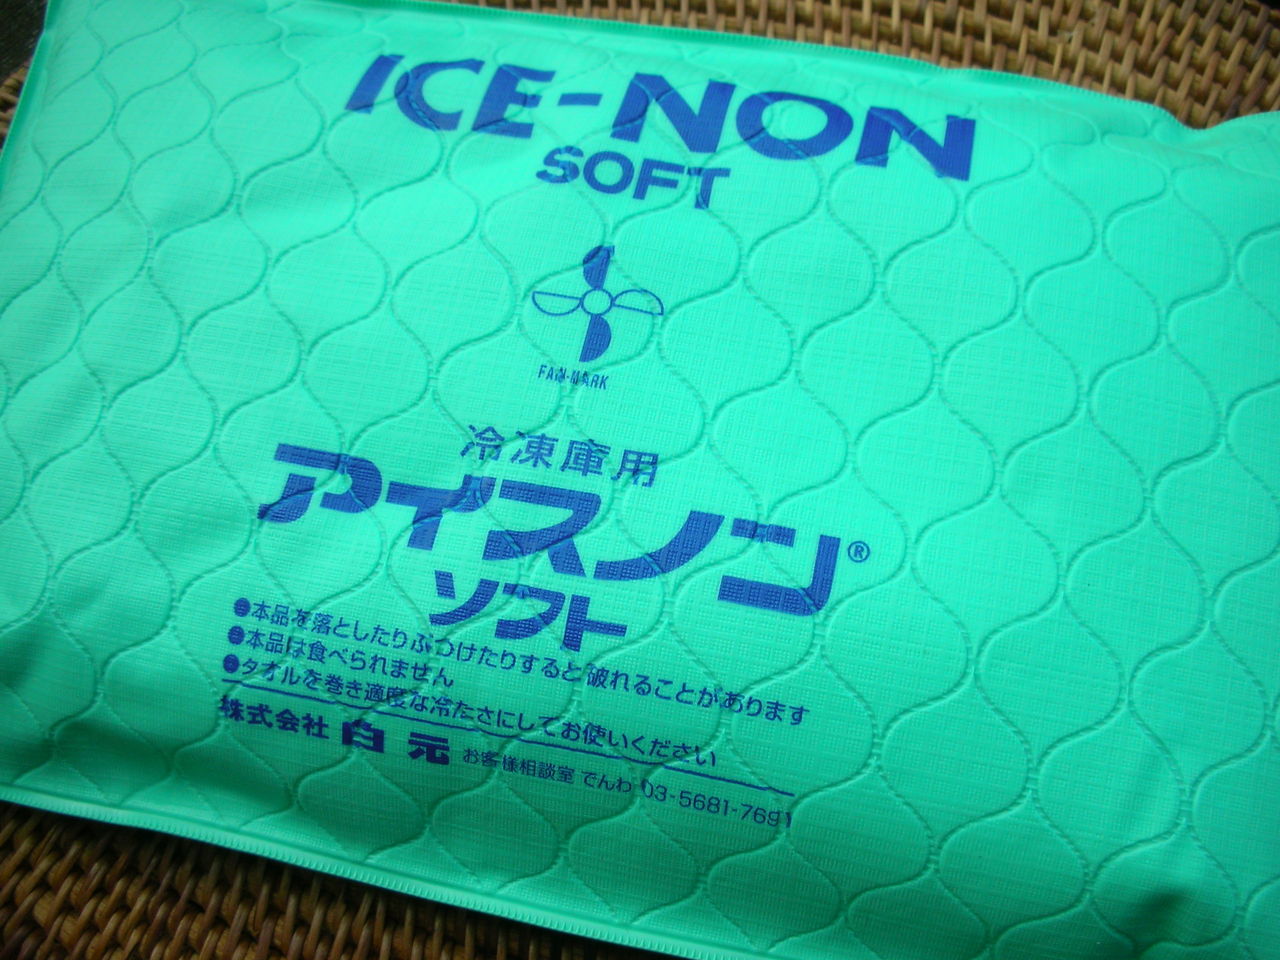 ICE-NON
SOFT
FAN-MARK
冷凍庫用
アイスノン®
ソフト
●本品を落としたりぶつけたりすると破れることがあります
●本品は食べられません
●タオルを巻き適度な冷たさにしてお使いください
株式会社 白元 お客様相談室 でんわ 03-5681-7691